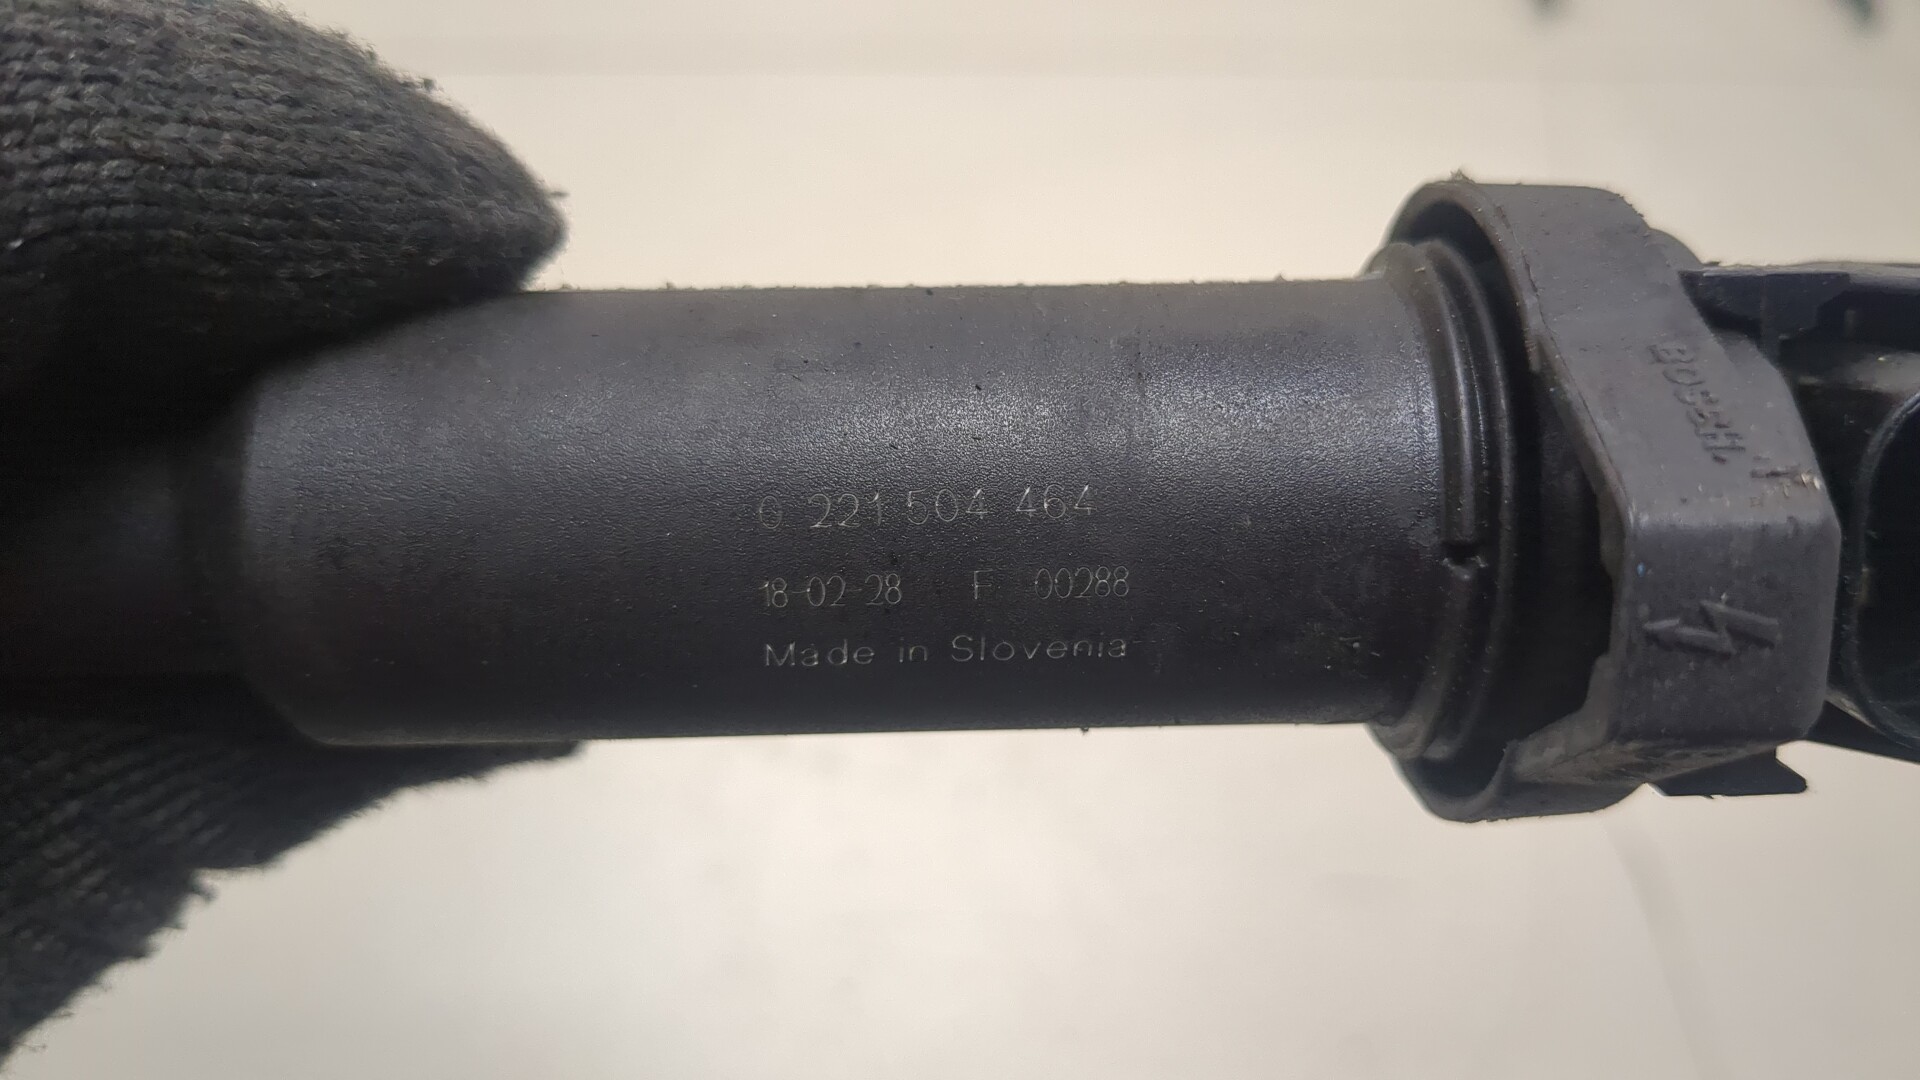 0 221 504 464
18-02-28 F 00288
Made in Slovenia
BOSCH